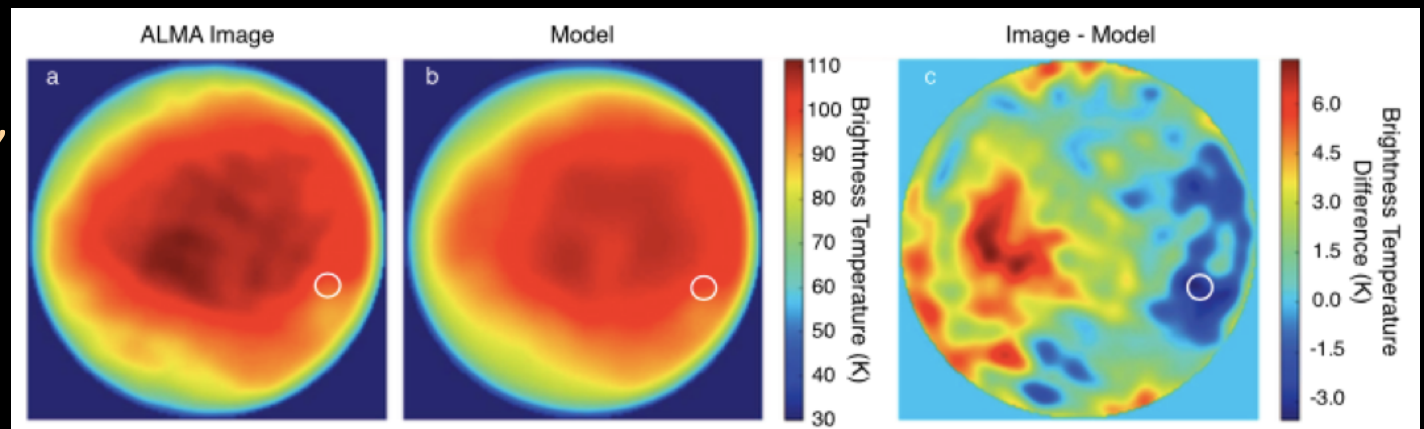 ALMA Image
Model
Image - Model
a
b
c
110
100
90
80
70
60
50
40
30
Brightness Temperature (K)
6.0
4.5
3.0
1.5
0.0
-1.5
-3.0
Brightness Temperature
Difference (K)